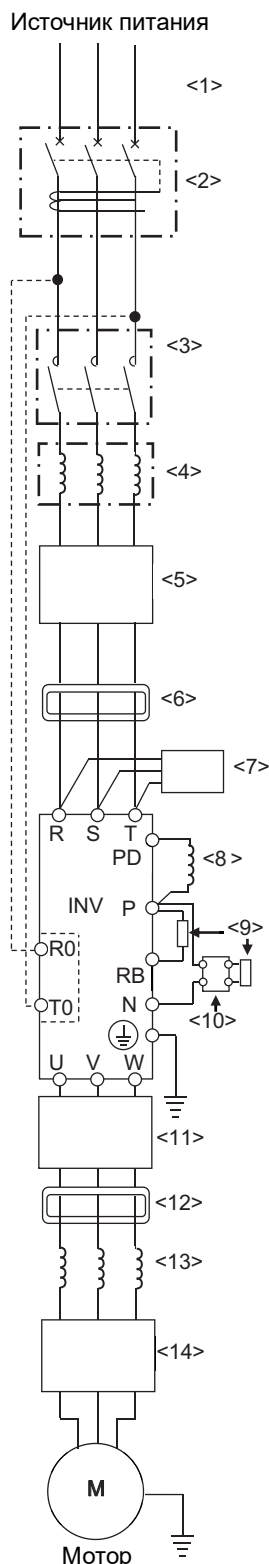 Источник питания
<1>
<2>
<3>
<4>
<5>
<6>
<7>
R S T
PD
<8 >
INV
P
<9>
R0
RB
N
<10>
T0
U V W
<11>
<12>
<13>
<14>
M
Мотор